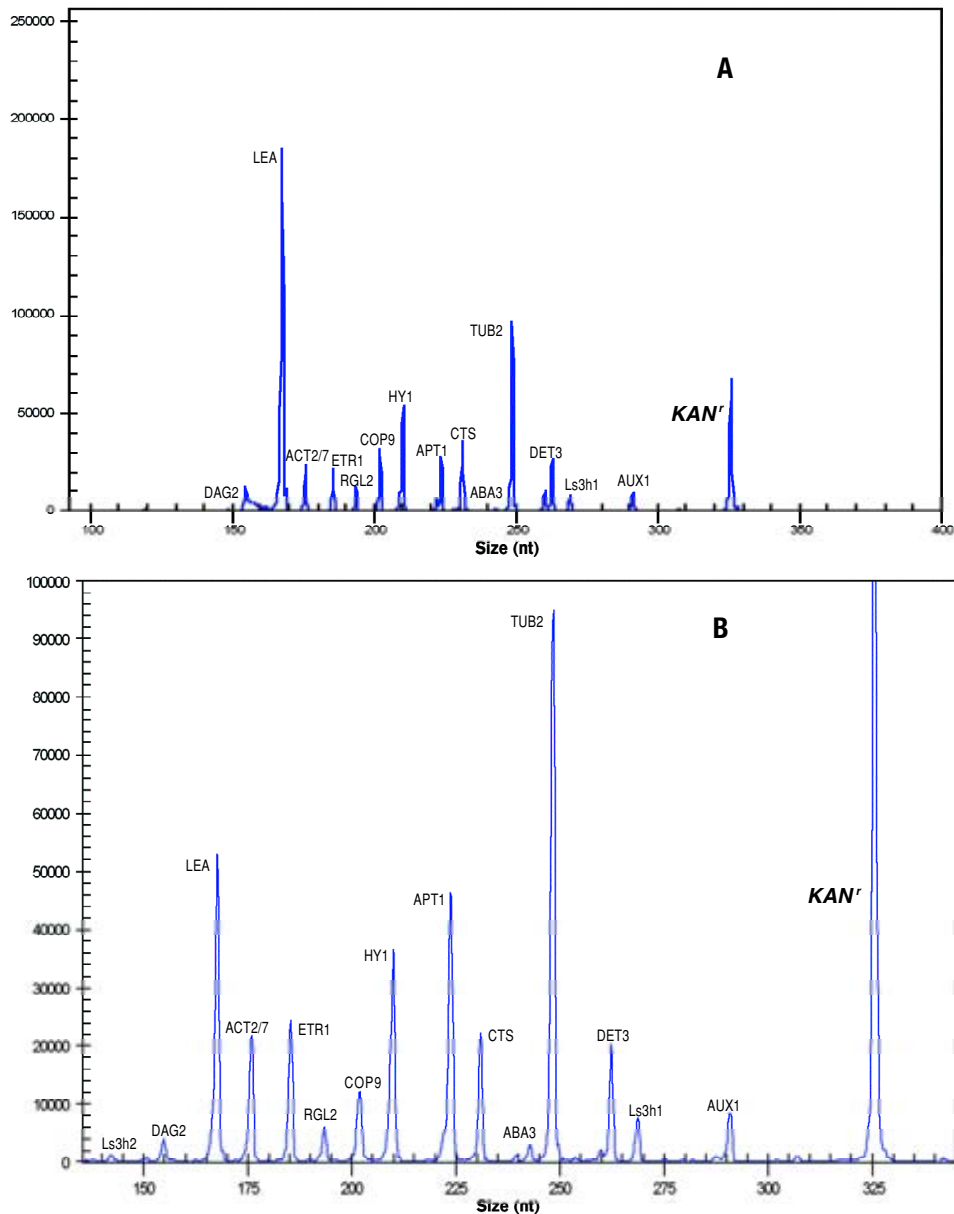 250000
A
200000
LEA
150000
100000
TUB2
KANʳ
HY1
50000
CTS
COP9
APT1
DET3
ACT2/7
ETR1
RGL2
ABA3
Ls3h1
AUX1
DAG2
0
100 200 250 300 350 400
Size (nt)
100000
TUB2
B
90000
80000
70000
60000
LEA
50000
APT1
KANʳ
40000
HY1
30000
ACT2/7
ETR1
CTS
DET3
20000
COP9
RGL2
10000
Ls3h1
AUX1
ABA3
DAG2
Ls3h2
0
150 175 200 225 250 275 300 325
Size (nt)